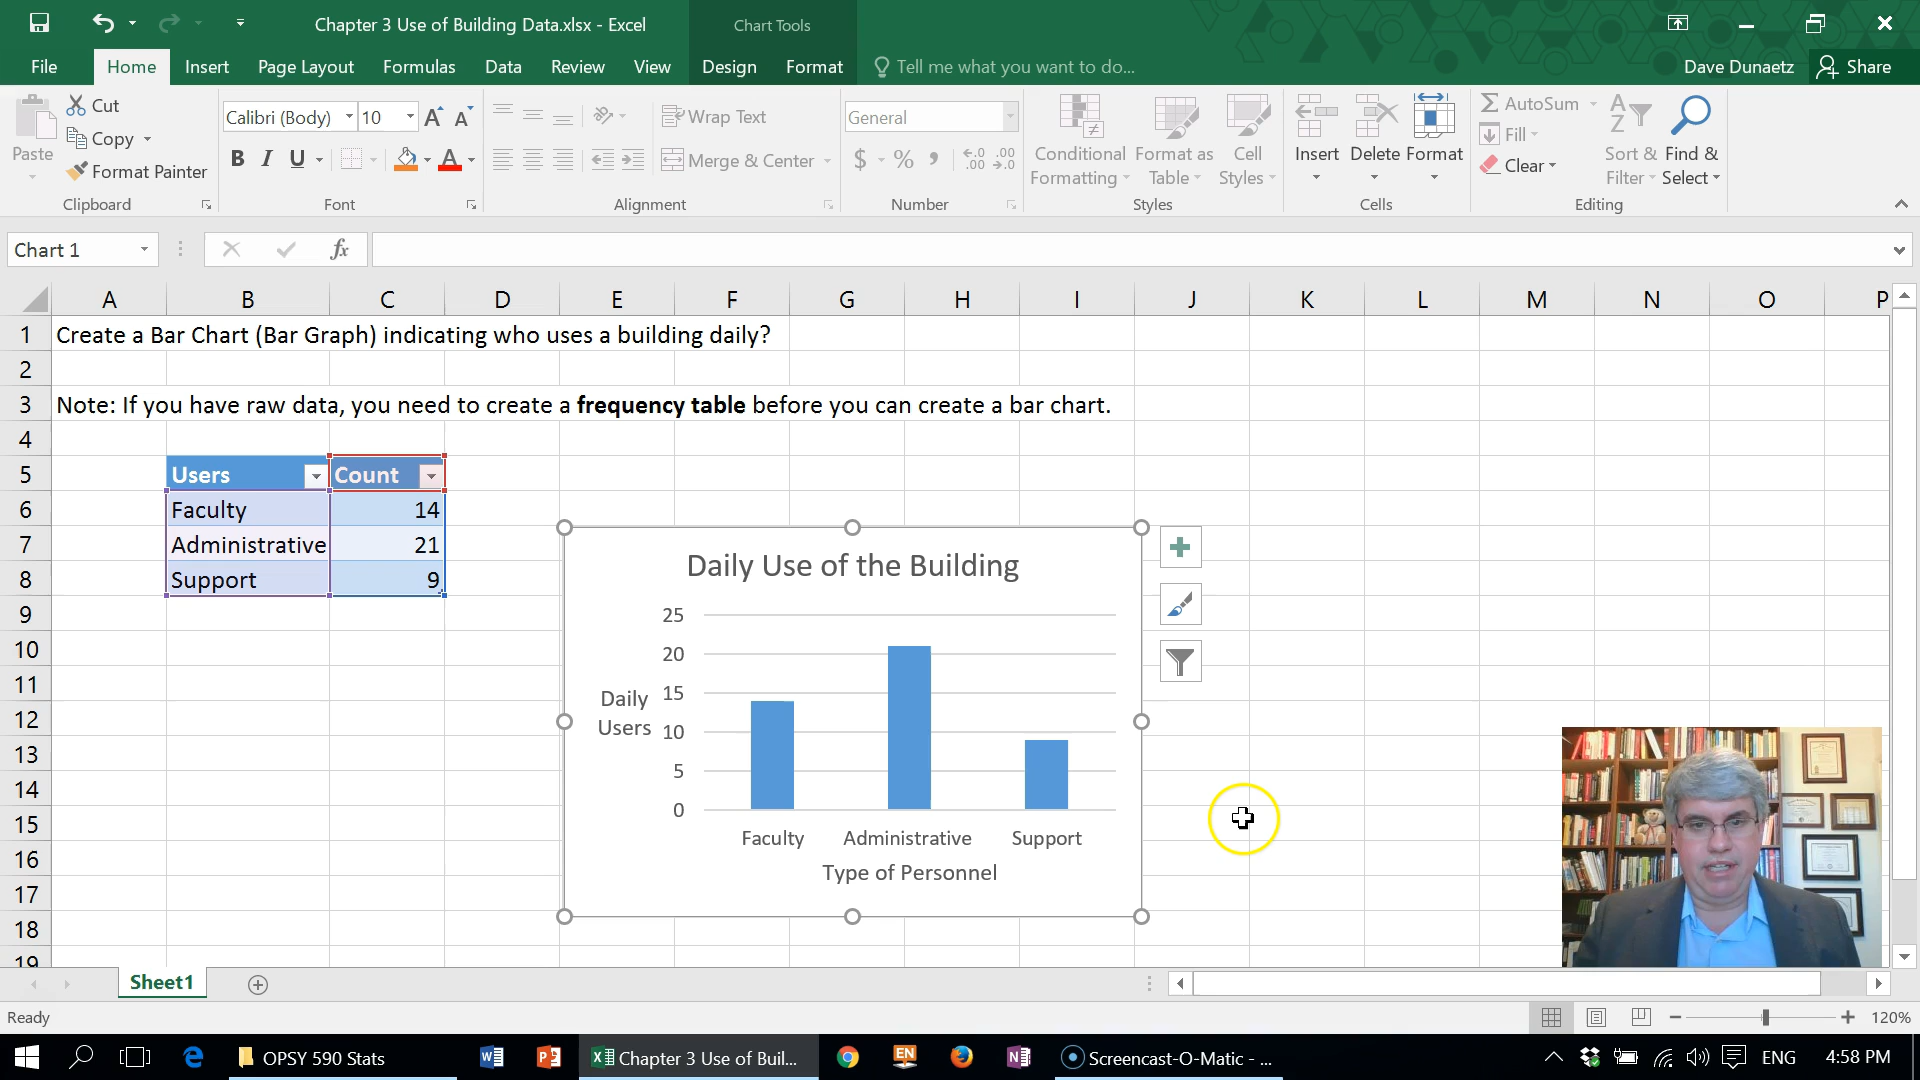 Chapter 3 Use of Building Data.xlsx - Excel
Chart Tools
File
Home
Insert
Page Layout
Formulas
Data
Review
View
Design
Format
Tell me what you want to do...
Dave Dunaetz
Share
Paste
Cut
Copy
Format Painter
Clipboard
Calibri (Body)
10
A A
B I U
A
Font
Wrap Text
Merge & Center
Alignment
General
$ % ,
←.0 .00
.00 →.0
Number
Conditional Formatting
Format as Table
Cell Styles
Styles
Insert
Delete
Format
Cells
AutoSum
Fill
Clear
Sort & Filter
Find & Select
Editing
Chart 1
fx
A B C D E F G H I J K L M N O P
1 Create a Bar Chart (Bar Graph) indicating who uses a building daily?
2
3 Note: If you have raw data, you need to create a frequency table before you can create a bar chart.
4
5 Users Count
6 Faculty 14
7 Administrative 21
8 Support 9
9
10
11
12
13
14
15
16
17
18
19
Daily Use of the Building
25
20
15
10
5
0
Daily
Users
Faculty Administrative Support
Type of Personnel
Sheet1
Ready
120%
OPSY 590 Stats
Chapter 3 Use of Buil...
EN
Screencast-O-Matic - ...
ENG
4:58 PM